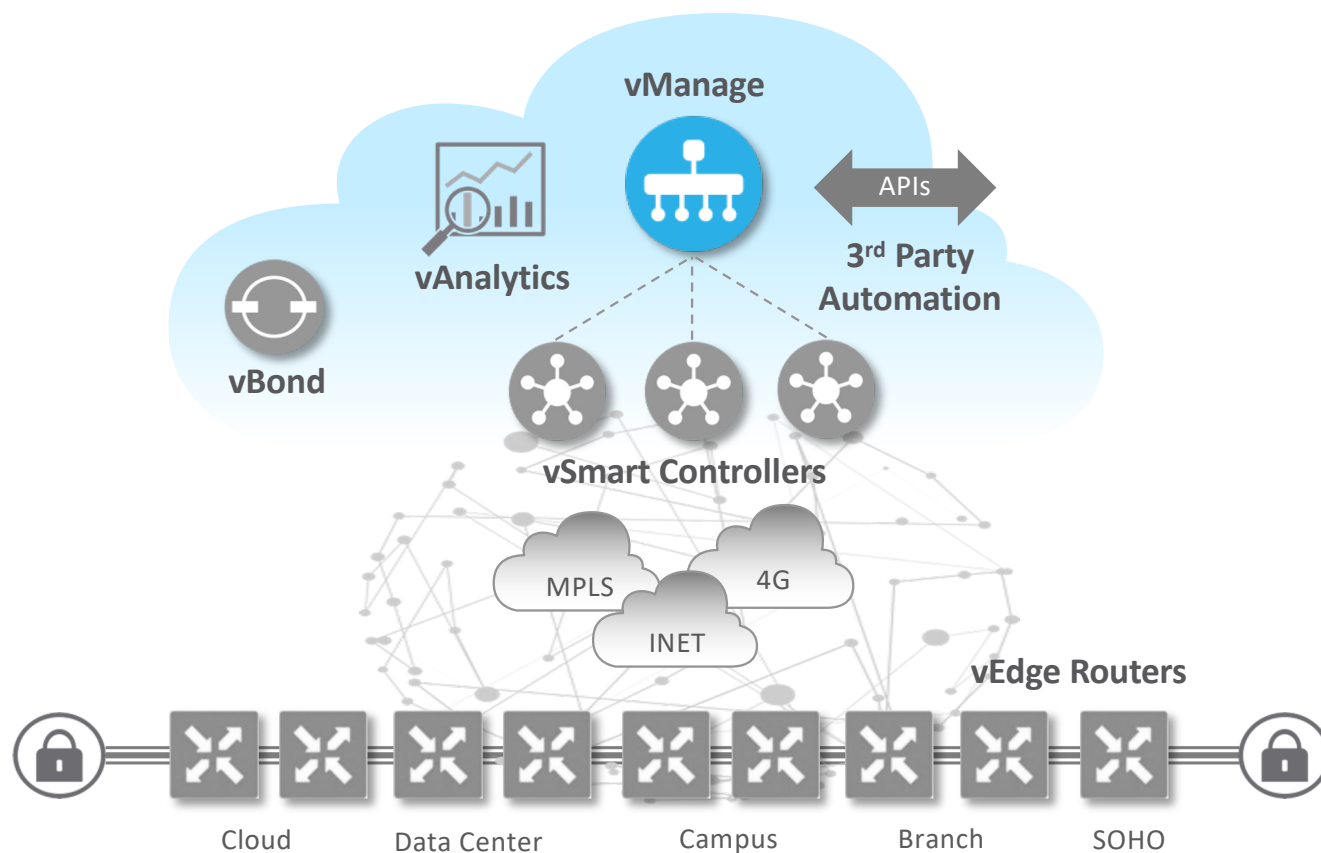 vManage
APIs
vAnalytics
3rd Party
Automation
vBond
vSmart Controllers
MPLS
4G
INET
vEdge Routers
Cloud
Data Center
Campus
Branch
SOHO